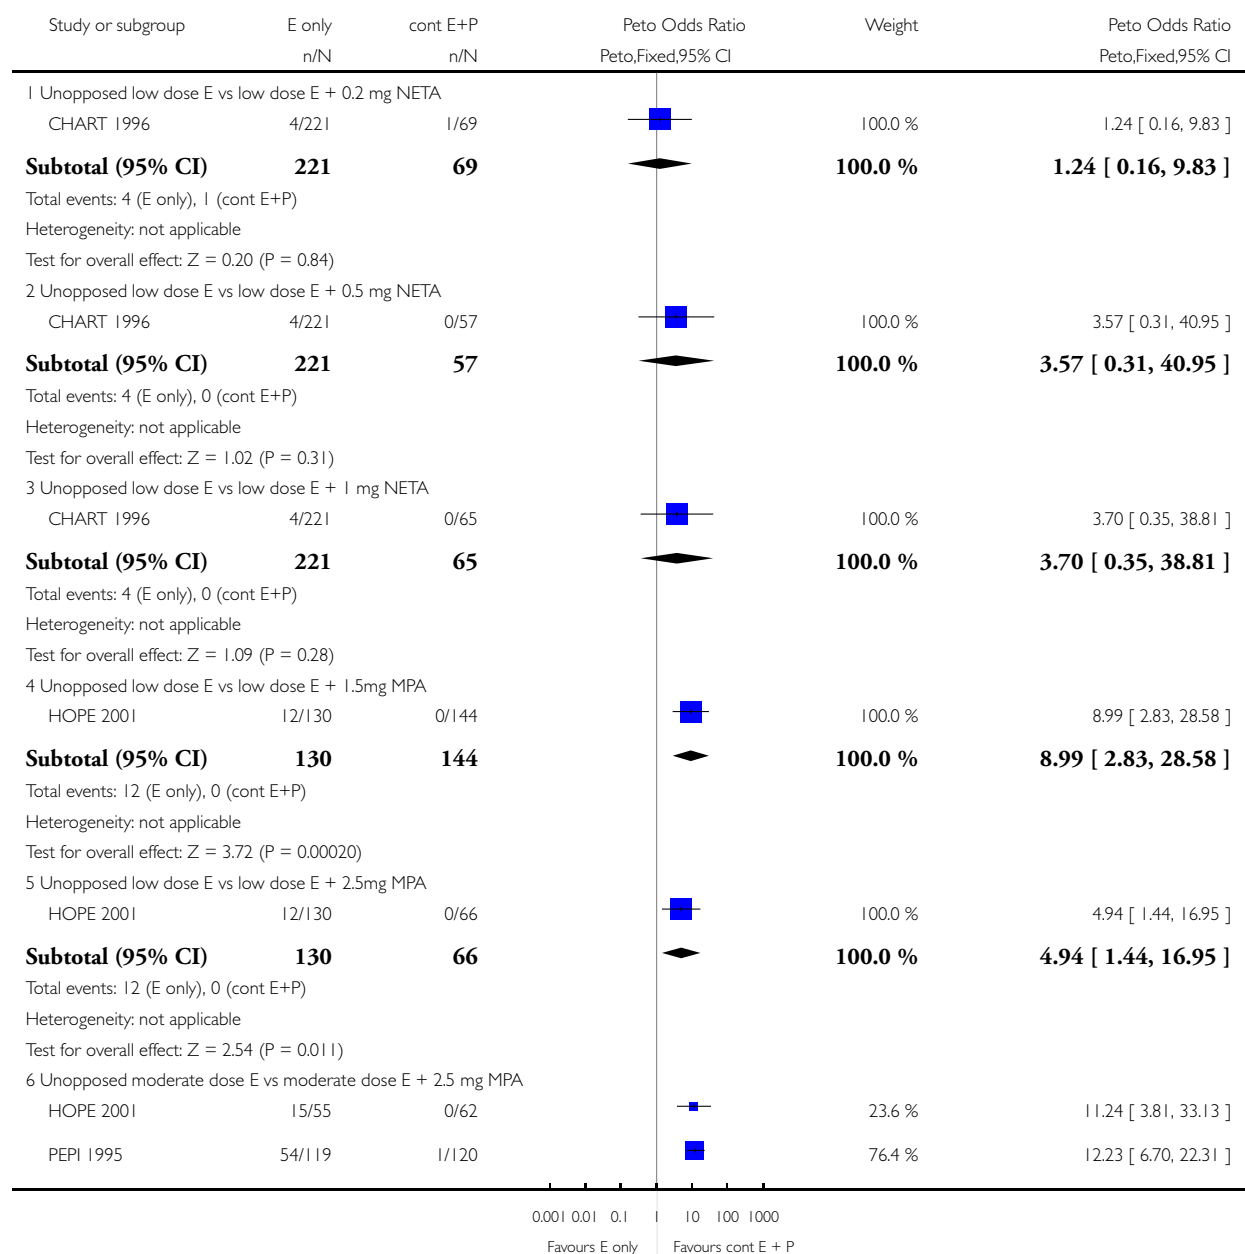 Study or subgroup E only cont E+P Peto Odds Ratio Weight Peto Odds Ratio
n/N n/N Peto,Fixed,95% CI Peto,Fixed,95% CI
1 Unopposed low dose E vs low dose E + 0.2 mg NETA
CHART 1996 4/221 1/69 100.0 % 1.24 [ 0.16, 9.83 ]
Subtotal (95% CI) 221 69 100.0 % 1.24 [ 0.16, 9.83 ]
Total events: 4 (E only), 1 (cont E+P)
Heterogeneity: not applicable
Test for overall effect: Z = 0.20 (P = 0.84)
2 Unopposed low dose E vs low dose E + 0.5 mg NETA
CHART 1996 4/221 0/57 100.0 % 3.57 [ 0.31, 40.95 ]
Subtotal (95% CI) 221 57 100.0 % 3.57 [ 0.31, 40.95 ]
Total events: 4 (E only), 0 (cont E+P)
Heterogeneity: not applicable
Test for overall effect: Z = 1.02 (P = 0.31)
3 Unopposed low dose E vs low dose E + 1 mg NETA
CHART 1996 4/221 0/65 100.0 % 3.70 [ 0.35, 38.81 ]
Subtotal (95% CI) 221 65 100.0 % 3.70 [ 0.35, 38.81 ]
Total events: 4 (E only), 0 (cont E+P)
Heterogeneity: not applicable
Test for overall effect: Z = 1.09 (P = 0.28)
4 Unopposed low dose E vs low dose E + 1.5mg MPA
HOPE 2001 12/130 0/144 100.0 % 8.99 [ 2.83, 28.58 ]
Subtotal (95% CI) 130 144 100.0 % 8.99 [ 2.83, 28.58 ]
Total events: 12 (E only), 0 (cont E+P)
Heterogeneity: not applicable
Test for overall effect: Z = 3.72 (P = 0.00020)
5 Unopposed low dose E vs low dose E + 2.5mg MPA
HOPE 2001 12/130 0/66 100.0 % 4.94 [ 1.44, 16.95 ]
Subtotal (95% CI) 130 66 100.0 % 4.94 [ 1.44, 16.95 ]
Total events: 12 (E only), 0 (cont E+P)
Heterogeneity: not applicable
Test for overall effect: Z = 2.54 (P = 0.011)
6 Unopposed moderate dose E vs moderate dose E + 2.5 mg MPA
HOPE 2001 15/55 0/62 23.6 % 11.24 [ 3.81, 33.13 ]
PEPI 1995 54/119 1/120 76.4 % 12.23 [ 6.70, 22.31 ]
0.001 0.01 0.1 1 10 100 1000
Favours E only Favours cont E + P